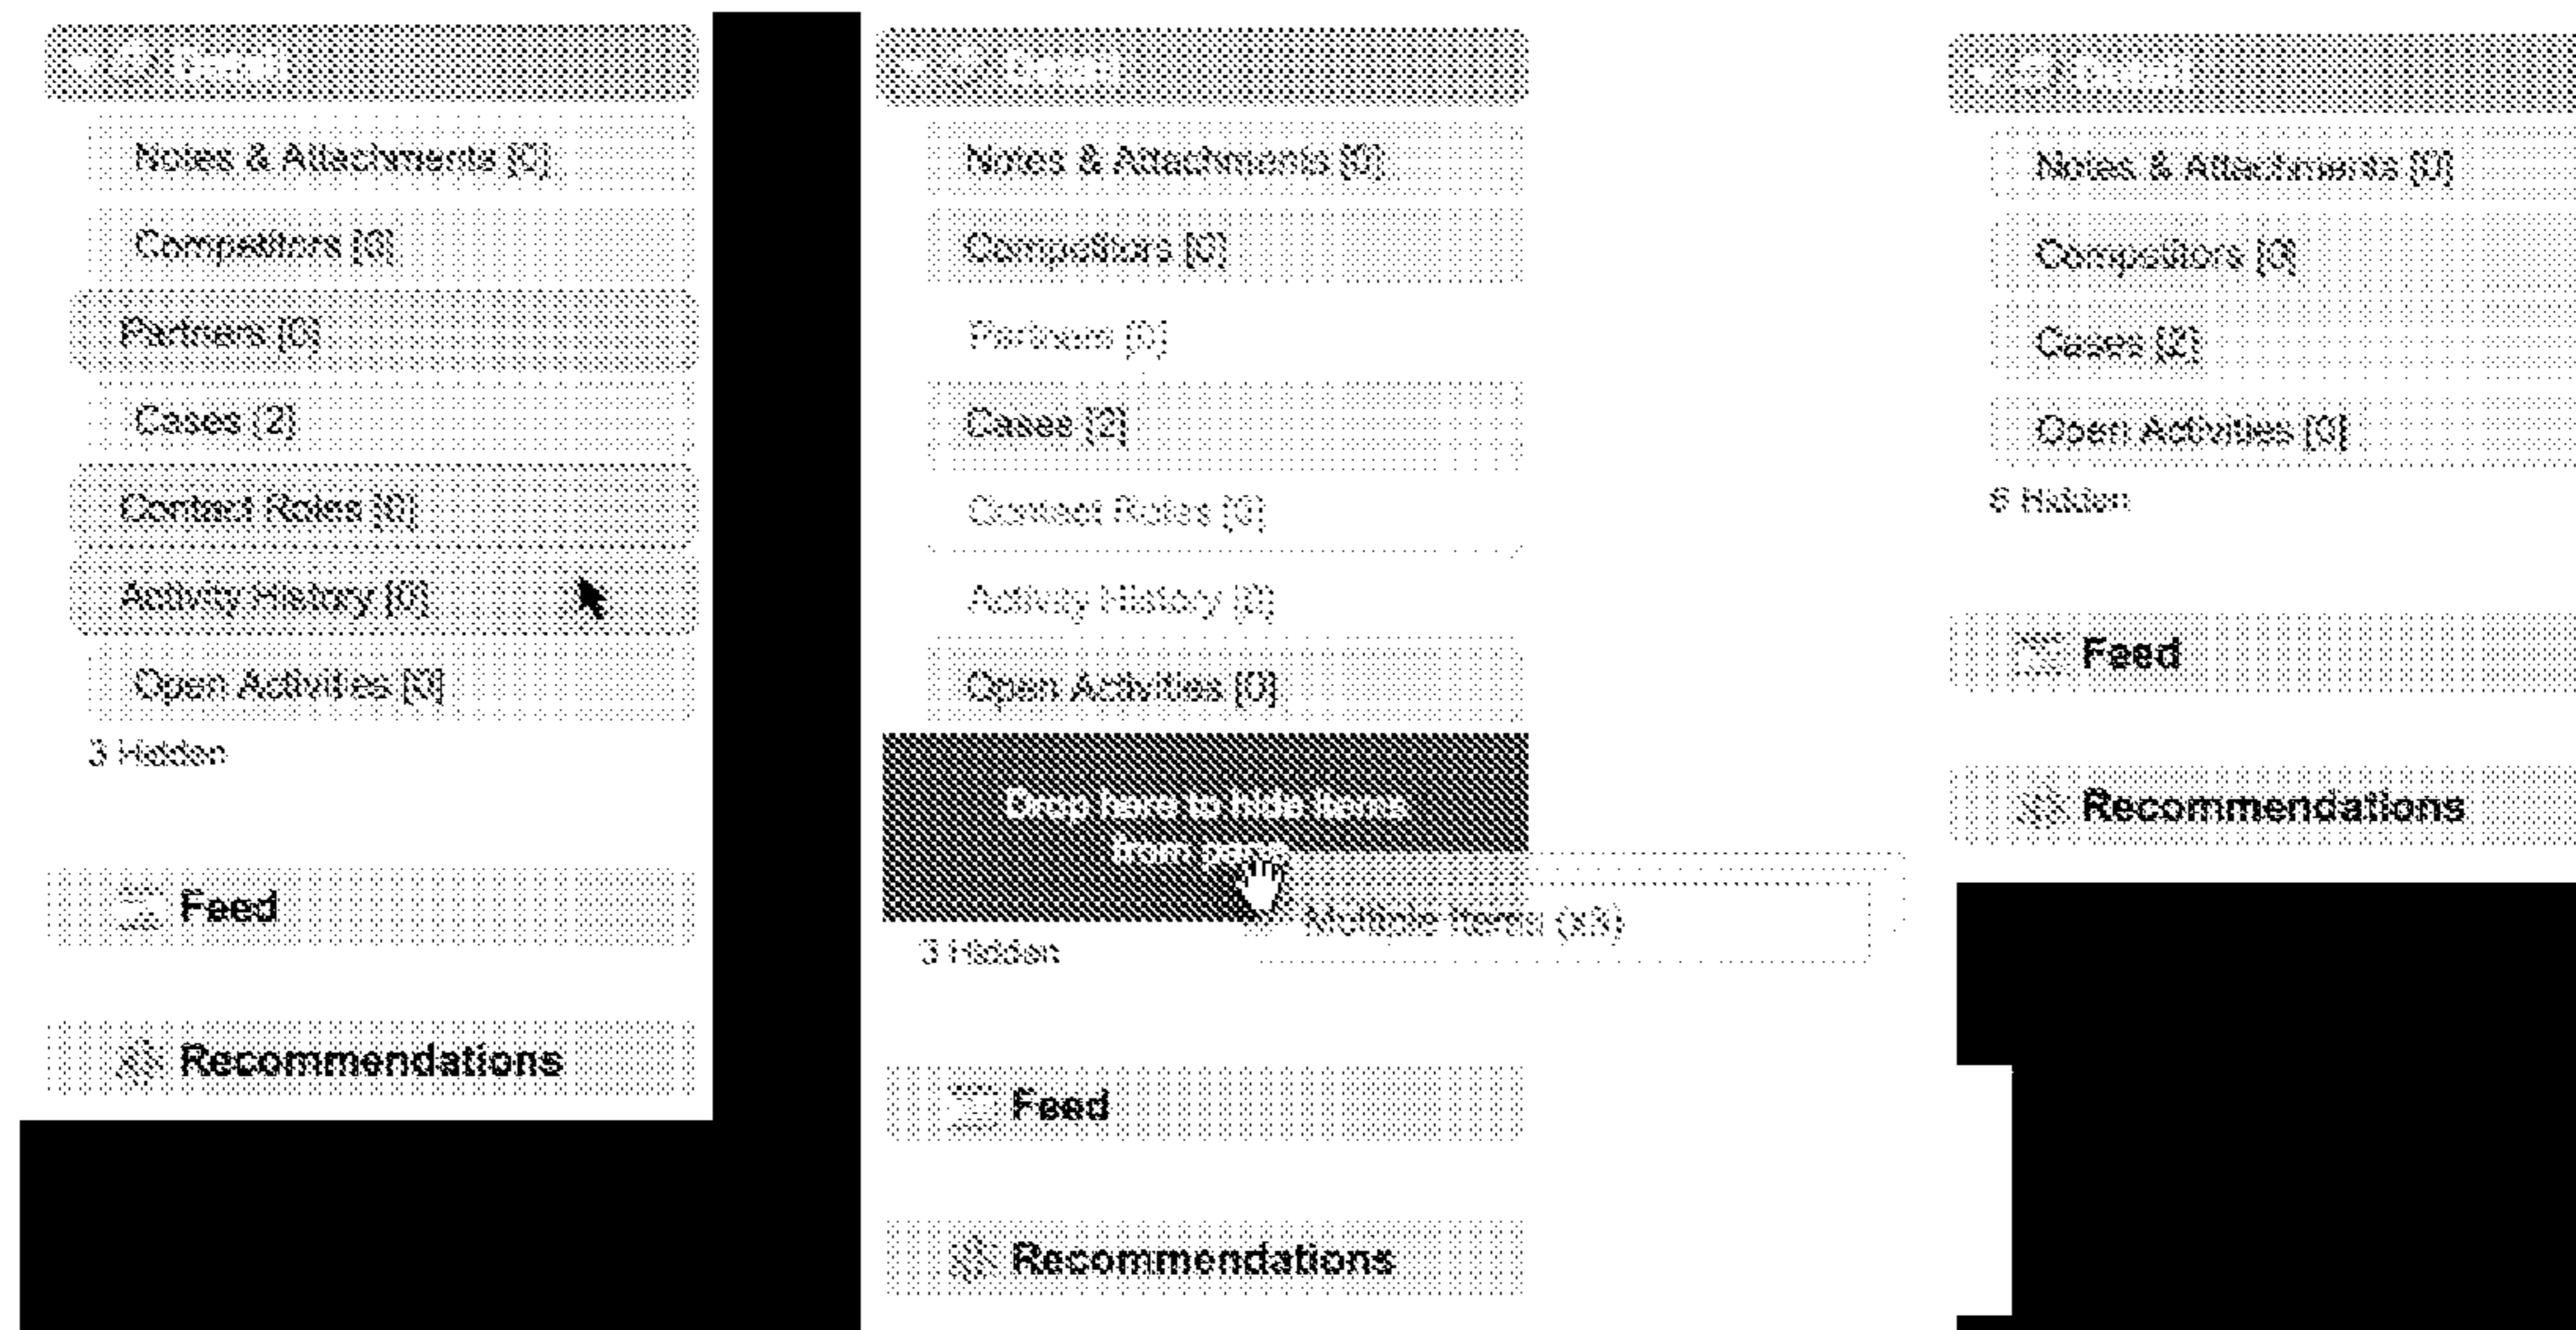 Detail
Notes & Attachments [0]
Competitors [0]
Partners [0]
Cases [2]
Contact Roles [0]
Activity History [0]
Open Activities [0]
3 Hidden
Feed
Recommendations
Detail
Notes & Attachments [0]
Competitors [0]
Partners [0]
Cases [2]
Contact Roles [0]
Activity History [0]
Open Activities [0]
Drop here to hide items
from
Multiple Items (x3)
3 Hidden
Feed
Recommendations
Detail
Notes & Attachments [0]
Competitors [0]
Cases [2]
Open Activities [0]
6 Hidden
Feed
Recommendations